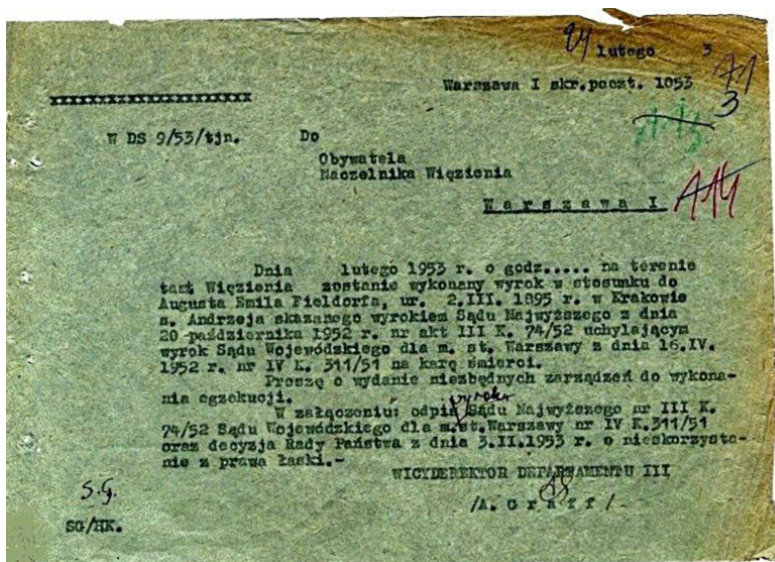 24 lutego 3
Warszawa I skr.poczt. 1053
xxxxxxxxxxxxxxxxxxxxx
W DS 9/53/tjn. Do
Obywatela
Naczelnika Więzienia
W a r s z a w a I
A14
Dnia lutego 1953 r. o godz..... na terenie
tamt Więzienia zostanie wykonany wyrok w stosunku do
Augusta Emila Fieldorfa, ur. 2.III. 1895 r. w Krakowie
s. Andrzeja skazanego wyrokiem Sądu Najwyższego z dnia
20 października 1952 r. nr akt III K. 74/52 uchylającym
wyrok Sądu Wojewódzkiego dla m. st. Warszawy z dnia 16.IV.
1952 r. nr IV K. 311/51 na karę śmierci.
Proszę o wydanie niezbędnych zarządzeń do wykona-
nia egzekucji.
wyroku
W załączeniu: odpis Sądu Najwyższego nr III K.
74/52 Sądu Wojewódzkiego dla m.st.Warszawy nr IV K.311/51
oraz decyzja Rady Państwa z dnia 3.II.1953 r. o nieskorzysta-
nie z prawa łaski.-
WICYDEREKTOR DEPARTAMENTU III
S.G.
/A. G r a f f /
SG/HK.